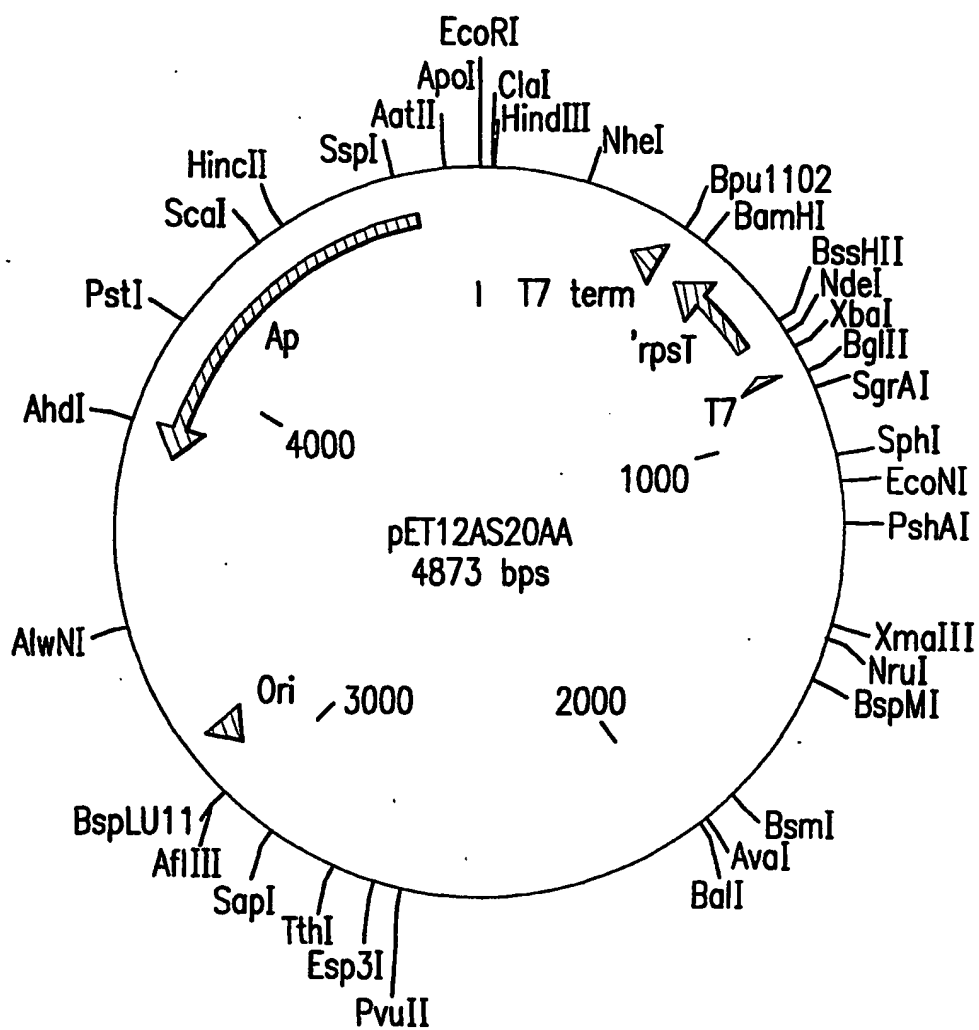 EcoRI
ApoI
ClaI
AatII
HindIII
SspI
NheI
HincII
Bpu1102
ScaI
BamHI
BssHII
PstI
NdeI
I T7 term
XbaI
Ap
'rpsT
BglII
SgrAI
AhdI
T7
4000
SphI
1000
EcoNI
pET12AS20AA
PshAI
4873 bps
AlwNI
XmaIII
NruI
Ori
3000
2000
BspMI
BspLU11
BsmI
AflIII
AvaI
SapI
BalI
TthI
Esp3I
PvuII